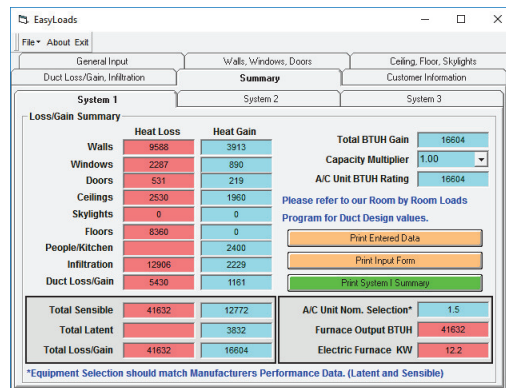 EasyLoads
File About Exit
General Input Walls, Windows, Doors Ceiling, Floor, Skylights
Duct Loss/Gain, Infiltration Summary Customer Information
System 1 System 2 System 3
Loss/Gain Summary
Heat Loss Heat Gain
Walls 9588 3913
Windows 2287 890
Doors 531 219
Ceilings 2530 1960
Skylights 0 0
Floors 8360 0
People/Kitchen 2400
Infiltration 12906 2229
Duct Loss/Gain 5430 1161
Total Sensible 41632 12772
Total Latent 3832
Total Loss/Gain 41632 16604
Total BTUH Gain 16604
Capacity Multiplier 1.00
A/C Unit BTUH Rating 16604
Please refer to our Room by Room Loads
Program for Duct Design values.
Print Entered Data
Print Input Form
Print System I Summary
A/C Unit Nom. Selection* 1.5
Furnace Output BTUH 41632
Electric Furnace KW 12.2
*Equipment Selection should match Manufacturers Performance Data. (Latent and Sensible)